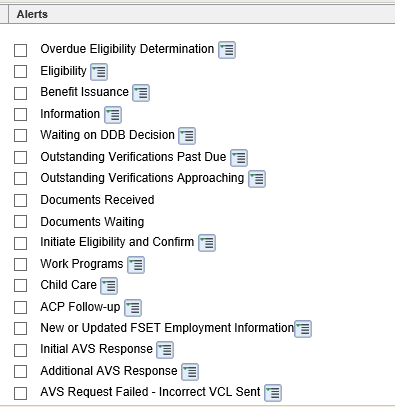 Alerts
Overdue Eligibility Determination
Eligibility
Benefit Issuance
Information
Waiting on DDB Decision
Outstanding Verifications Past Due
Outstanding Verifications Approaching
Documents Received
Documents Waiting
Initiate Eligibility and Confirm
Work Programs
Child Care
ACP Follow-up
New or Updated FSET Employment Information
Initial AVS Response
Additional AVS Response
AVS Request Failed - Incorrect VCL Sent